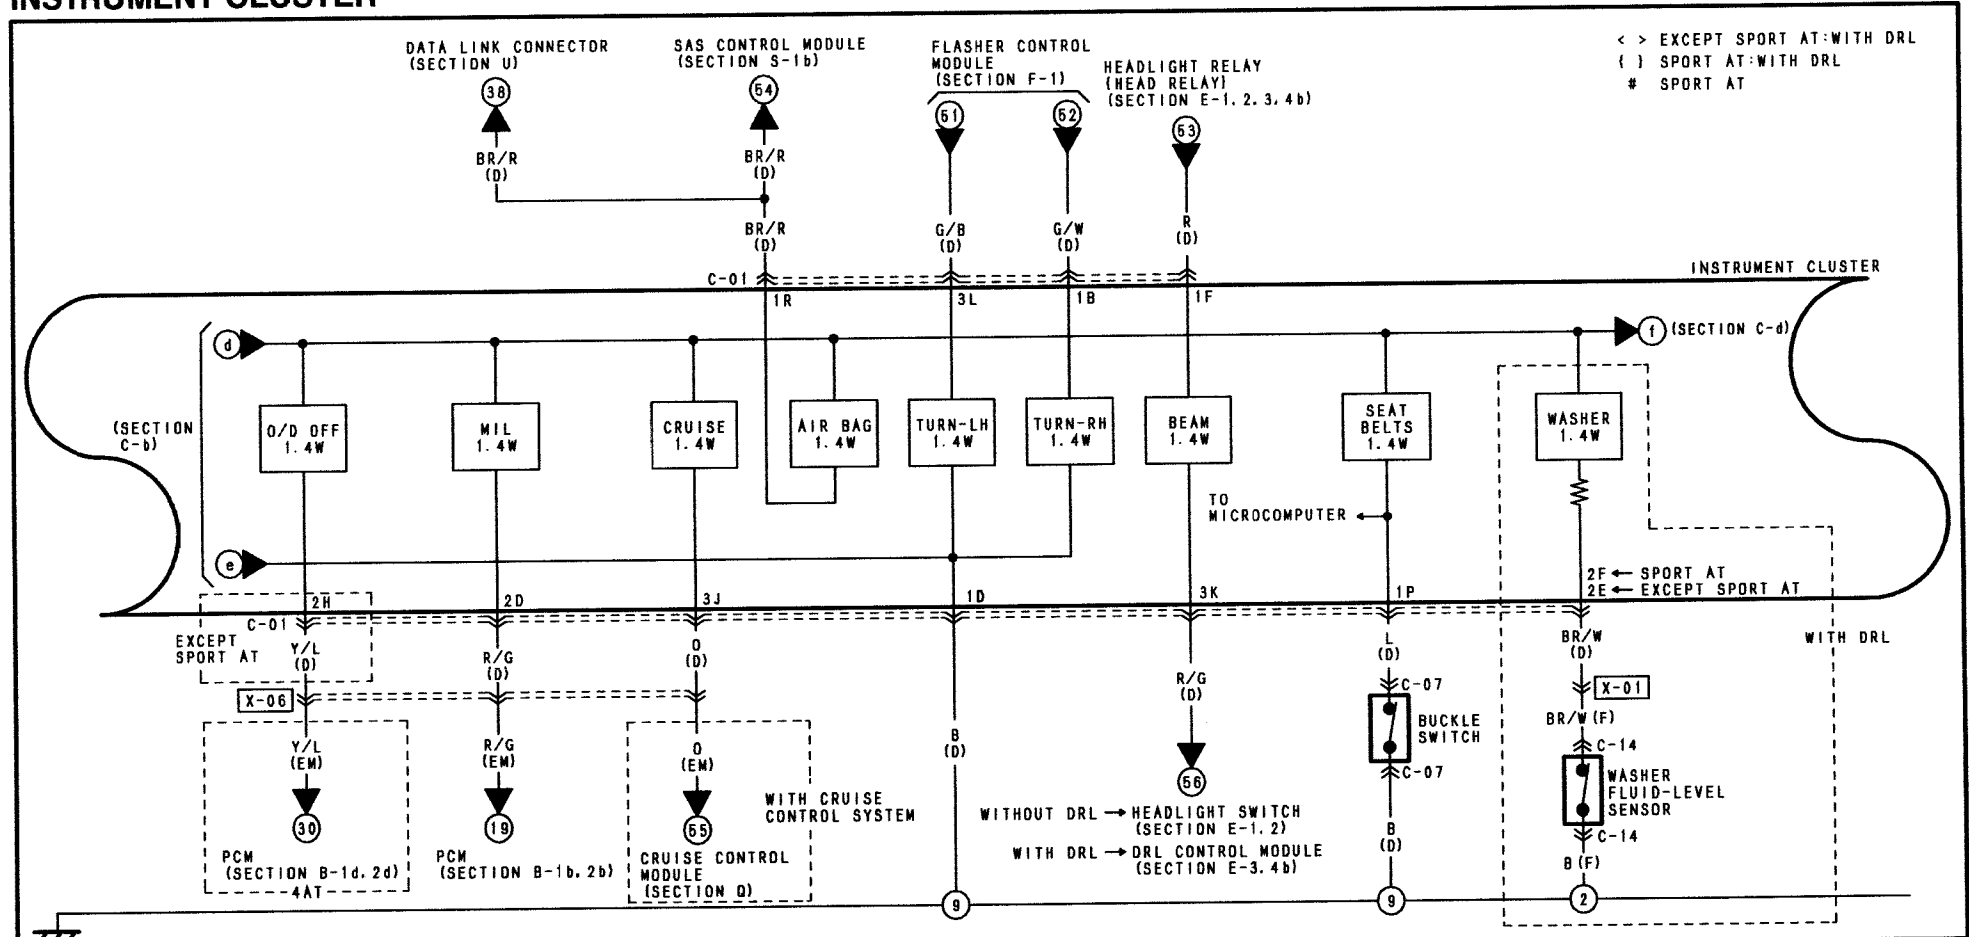 INSTRUMENT CLUSTER
DATA LINK CONNECTOR
(SECTION U)
38
SAS CONTROL MODULE
(SECTION S-1b)
54
FLASHER CONTROL
MODULE
(SECTION F-1)
51
52
HEADLIGHT RELAY
(HEAD RELAY)
(SECTION E-1, 2, 3, 4b)
53
< > EXCEPT SPORT AT:WITH DRL
( ) SPORT AT:WITH DRL
# SPORT AT
BR/R
(D)
BR/R
(D)
BR/R
(D)
G/B
(D)
G/W
(D)
R
(D)
C-01
1R
3L
1B
1F
INSTRUMENT CLUSTER
d
f
(SECTION C-d)
(SECTION
C-b)
O/D OFF
1.4W
MIL
1.4W
CRUISE
1.4W
AIR BAG
1.4W
TURN-LH
1.4W
TURN-RH
1.4W
BEAM
1.4W
SEAT
BELTS
1.4W
WASHER
1.4W
TO
MICROCOMPUTER
e
2F ← SPORT AT
2E ← EXCEPT SPORT AT
2H
2D
3J
1D
3K
1P
C-01
EXCEPT
SPORT AT
Y/L
(D)
R/G
(D)
O
(D)
R/G
(D)
L
(D)
BR/W
(D)
WITH DRL
X-06
C-07
X-01
Y/L
(EM)
R/G
(EM)
O
(EM)
B
(D)
BUCKLE
SWITCH
BR/W (F)
C-14
C-07
WASHER
FLUID-LEVEL
SENSOR
C-14
30
19
55
56
WITH CRUISE
CONTROL SYSTEM
WITHOUT DRL → HEADLIGHT SWITCH
(SECTION E-1, 2)
WITH DRL → DRL CONTROL MODULE
(SECTION E-3, 4b)
B
(D)
B (F)
PCM
(SECTION B-1d, 2d)
4AT
PCM
(SECTION B-1b, 2b)
CRUISE CONTROL
MODULE
(SECTION Q)
9
9
2